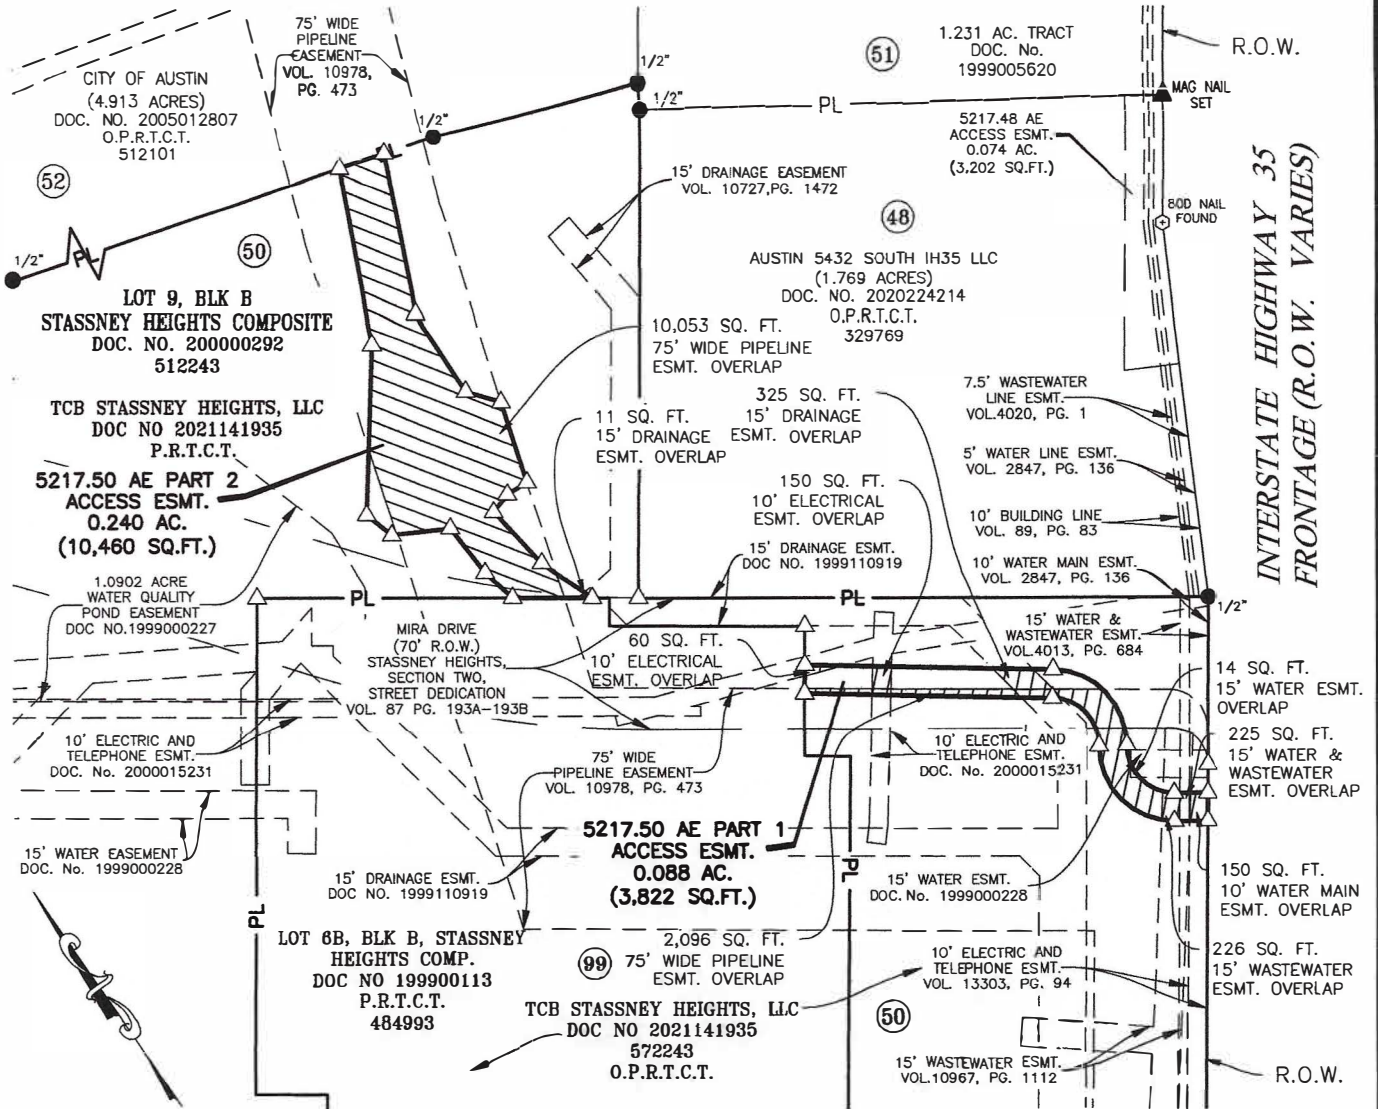 75' WIDE
PIPELINE
EASEMENT
VOL. 10978,
PG. 473
CITY OF AUSTIN
(4.913 ACRES)
DOC. NO. 2005012807
O.P.R.T.C.T.
512101
52
1/2"
1/2"
1/2"
51
1.231 AC. TRACT
DOC. No.
1999005620
R.O.W.
PL
MAG NAIL
SET
5217.48 AE
ACCESS ESMT.
0.074 AC.
(3,202 SQ.FT.)
15' DRAINAGE EASEMENT
VOL. 10727,PG. 1472
48
80D NAIL
FOUND
INTERSTATE HIGHWAY 35
FRONTAGE (R.O.W. VARIES)
50
PL
1/2"
AUSTIN 5432 SOUTH IH35 LLC
(1.769 ACRES)
DOC. NO. 2020224214
O.P.R.T.C.T.
329769
LOT 9, BLK B
STASSNEY HEIGHTS COMPOSITE
DOC. NO. 200000292
512243
10,053 SQ. FT.
75' WIDE PIPELINE
ESMT. OVERLAP
TCB STASSNEY HEIGHTS, LLC
DOC NO 2021141935
P.R.T.C.T.
11 SQ. FT.
15' DRAINAGE
ESMT. OVERLAP
325 SQ. FT.
15' DRAINAGE
ESMT. OVERLAP
7.5' WASTEWATER
LINE ESMT.
VOL.4020, PG. 1
5' WATER LINE ESMT.
VOL. 2847, PG. 136
5217.50 AE PART 2
ACCESS ESMT.
0.240 AC.
(10,460 SQ.FT.)
150 SQ. FT.
10' ELECTRICAL
ESMT. OVERLAP
10' BUILDING LINE
VOL. 89, PG. 83
15' DRAINAGE ESMT.
DOC NO. 1999110919
10' WATER MAIN ESMT.
VOL. 2847, PG. 136
1.0902 ACRE
WATER QUALITY
POND EASEMENT
DOC NO.1999000227
PL
PL
1/2"
MIRA DRIVE
(70' R.O.W.)
STASSNEY HEIGHTS,
SECTION TWO,
STREET DEDICATION
VOL. 87 PG. 193A-193B
60 SQ. FT.
10' ELECTRICAL
ESMT. OVERLAP
15' WATER &
WASTEWATER ESMT.
VOL.4013, PG. 684
14 SQ. FT.
15' WATER ESMT.
OVERLAP
10' ELECTRIC AND
TELEPHONE ESMT.
DOC. No. 2000015231
75' WIDE
PIPELINE EASEMENT
VOL. 10978, PG. 473
10' ELECTRIC AND
TELEPHONE ESMT.
DOC. No. 2000015231
225 SQ. FT.
15' WATER &
WASTEWATER
ESMT. OVERLAP
15' WATER EASEMENT
DOC. No. 1999000228
5217.50 AE PART 1
ACCESS ESMT.
0.088 AC.
(3,822 SQ.FT.)
PL
15' DRAINAGE ESMT.
DOC NO. 1999110919
15' WATER ESMT.
DOC.No. 1999000228
150 SQ. FT.
10' WATER MAIN
ESMT. OVERLAP
PL
LOT 6B, BLK B, STASSNEY
HEIGHTS COMP.
DOC NO 199900113
P.R.T.C.T.
484993
99
2,096 SQ. FT.
75' WIDE PIPELINE
ESMT. OVERLAP
10' ELECTRIC AND
TELEPHONE ESMT.
VOL. 13303, PG. 94
226 SQ. FT.
15' WASTEWATER
ESMT. OVERLAP
TCB STASSNEY HEIGHTS, LLC
DOC NO 2021141935
572243
O.P.R.T.C.T.
50
15' WASTEWATER ESMT.
VOL.10967, PG. 1112
R.O.W.